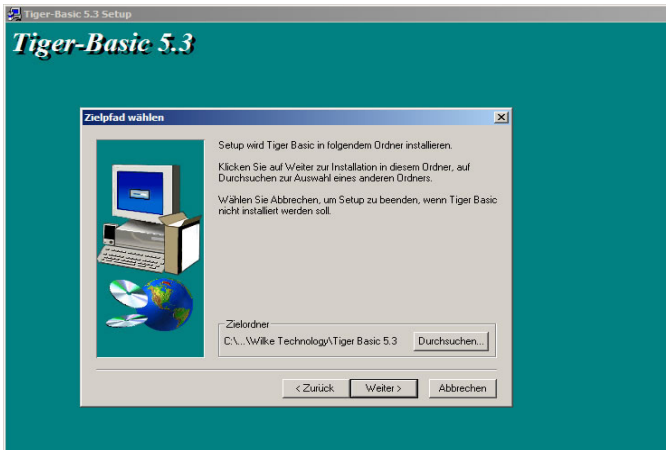 Tiger-Basic 5.3 Setup
Tiger-Basic 5.3
Zielpfad wählen
Setup wird Tiger Basic in folgendem Ordner installieren.
Klicken Sie auf Weiter zur Installation in diesem Ordner, auf
Durchsuchen zur Auswahl eines anderen Ordners.
Wählen Sie Abbrechen, um Setup zu beenden, wenn Tiger Basic
nicht installiert werden soll.
Zielordner
C:\...\Wilke Technology\Tiger Basic 5.3 Durchsuchen...
< Zurück Weiter > Abbrechen